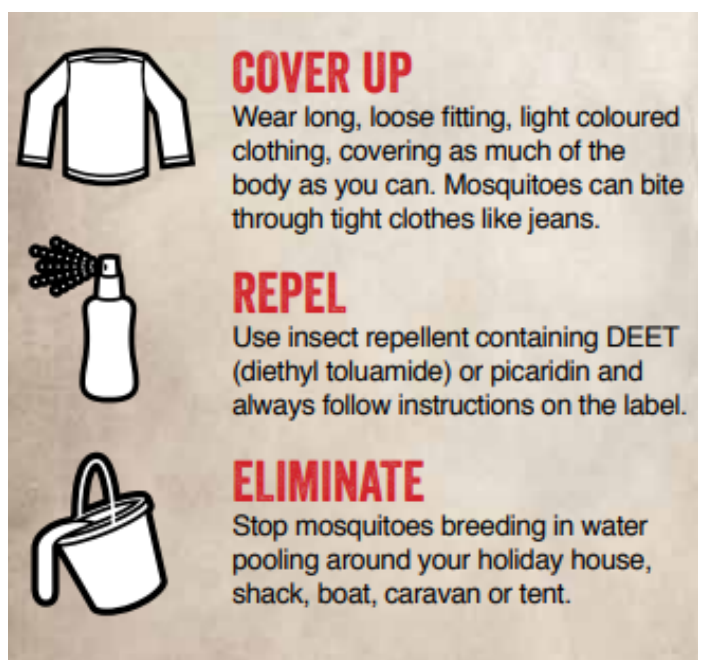 COVER UP
Wear long, loose fitting, light coloured
clothing, covering as much of the
body as you can. Mosquitoes can bite
through tight clothes like jeans.
REPEL
Use insect repellent containing DEET
(diethyl toluamide) or picaridin and
always follow instructions on the label.
ELIMINATE
Stop mosquitoes breeding in water
pooling around your holiday house,
shack, boat, caravan or tent.